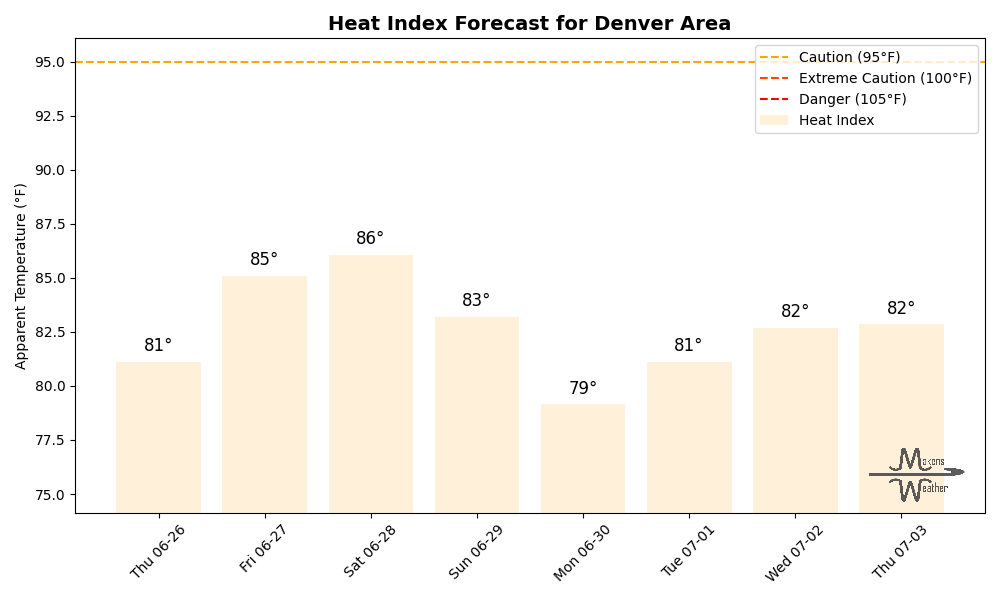 Heat Index Forecast for Denver Area
Caution (95°F)
Extreme Caution (100°F)
Danger (105°F)
Heat Index
Apparent Temperature (°F)
95.0
92.5
90.0
87.5
85.0
82.5
80.0
77.5
75.0
81°
85°
86°
83°
79°
81°
82°
82°
Thu 06-26
Fri 06-27
Sat 06-28
Sun 06-29
Mon 06-30
Tue 07-01
Wed 07-02
Thu 07-03
Weather